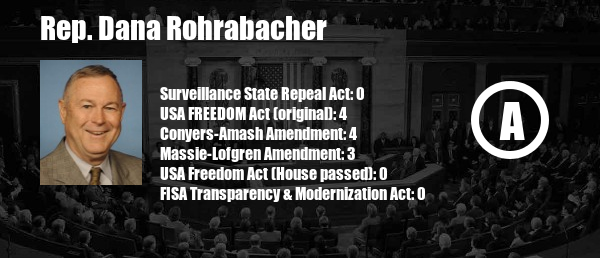 Rep. Dana Rohrabacher
Surveillance State Repeal Act: 0
USA FREEDOM Act (original): 4
Conyers-Amash Amendment: 4
Massie-Lofgren Amendment: 3
USA Freedom Act (House passed): 0
FISA Transparency & Modernization Act: 0
A